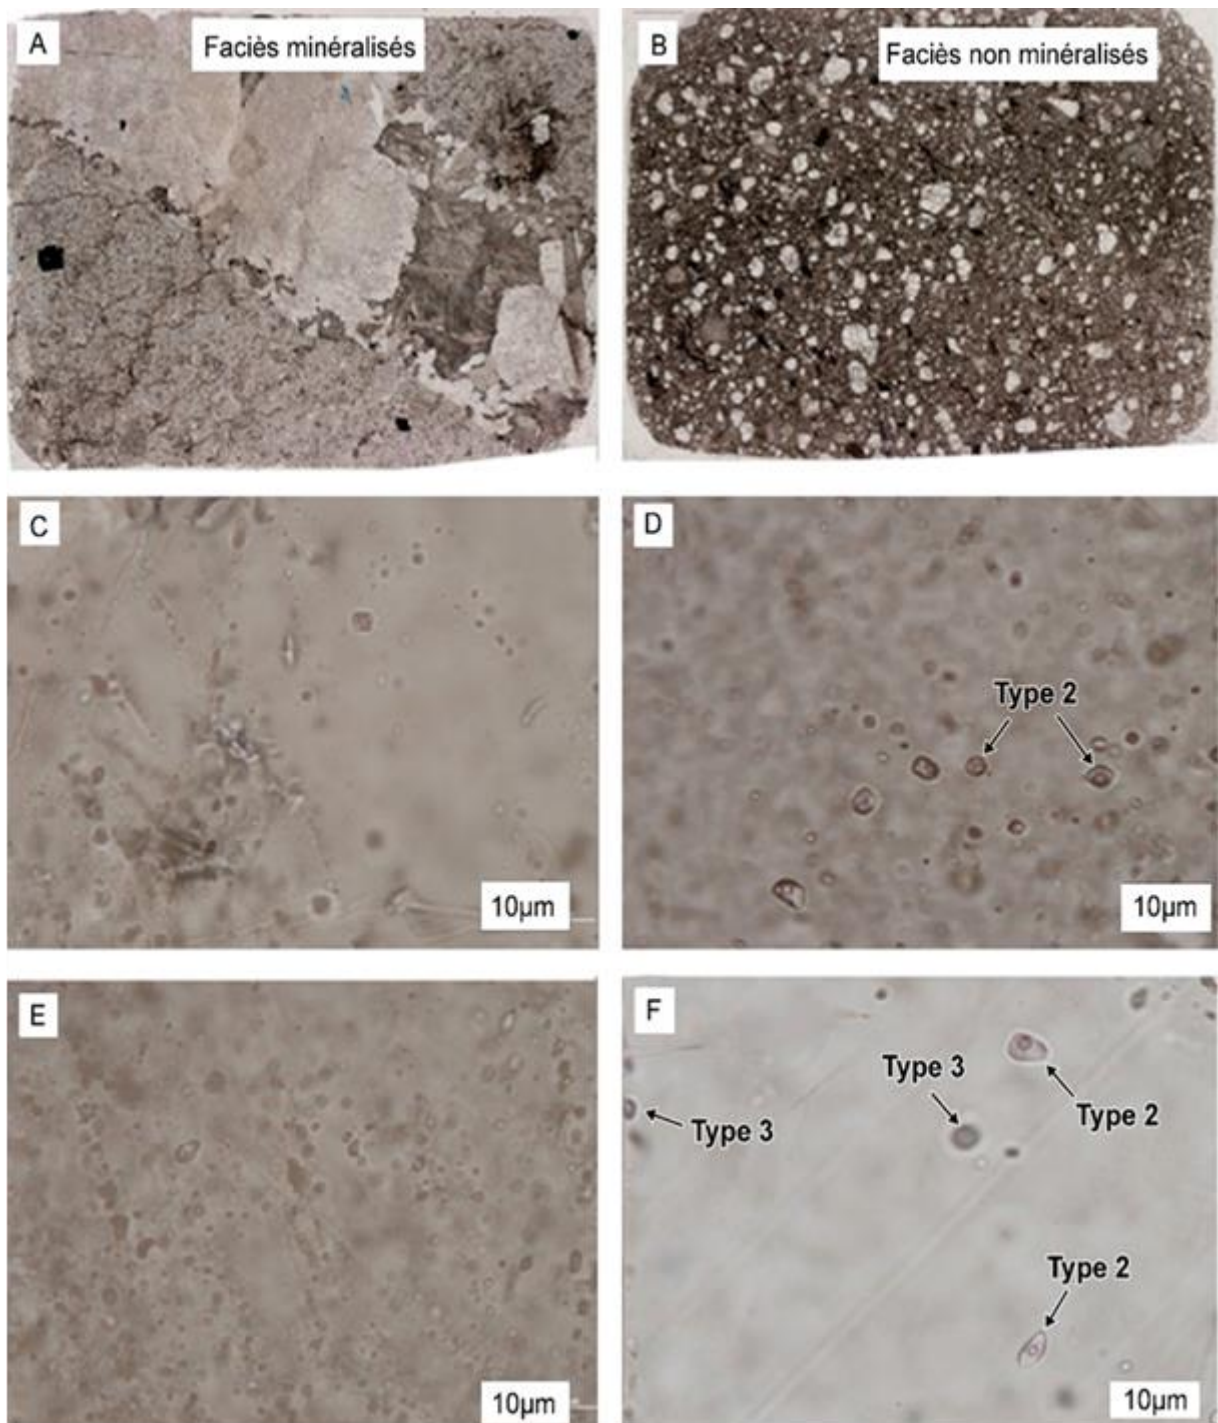 A
Faciès minéralisés
B
Faciès non minéralisés
C
10µm
D
Type 2
10µm
E
10µm
F
Type 3
Type 3
Type 2
Type 2
10µm